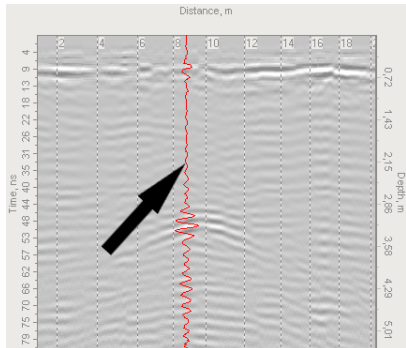 Distance, m
2 4 6 8 10 12 14 16 18 2
Time, ns
4 9 13 18 22 26 31 35 40 44 48 53 57 62 66 70 75 79
Depth, m
0,72 1,43 2,15 2,86 3,58 4,29 5,01